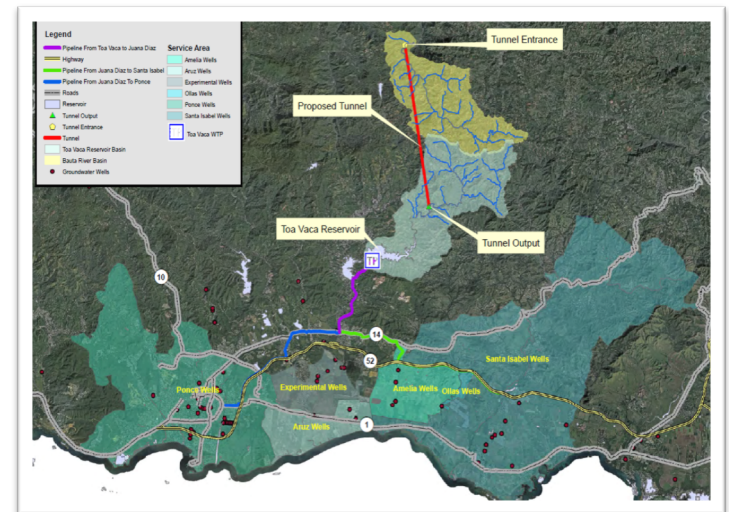 Legend
Pipeline From Toa Vaca to Juana Diaz
Highway
Pipeline From Juana Diaz to Santa Isabel
Pipeline From Juana Diaz To Ponce
Roads
Reservoir
Tunnel Output
Tunnel Entrance
Tunnel
Toa Vaca Reservoir Basin
Bauta River Basin
Groundwater Wells
Service Area
Amelia Wells
Aruz Wells
Experimental Wells
Ollas Wells
Ponce Wells
Santa Isabel Wells
Toa Vaca WTP
Tunnel Entrance
Proposed Tunnel
Toa Vaca Reservoir
Tunnel Output
10
14
52
Santa Isabel Wells
Ponce Wells
Experimental Wells
Amelia Wells
Ollas Wells
Aruz Wells
1